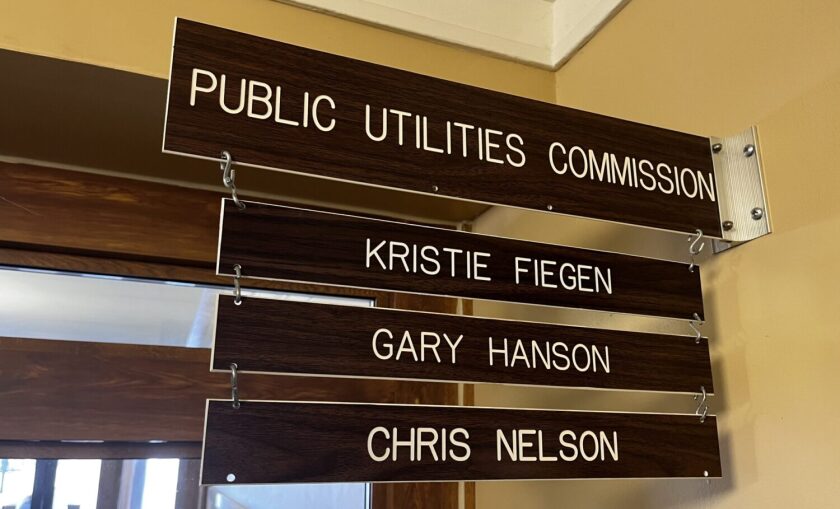 PUBLIC UTILITIES COMMISSION
KRISTIE FIEGEN
GARY HANSON
CHRIS NELSON